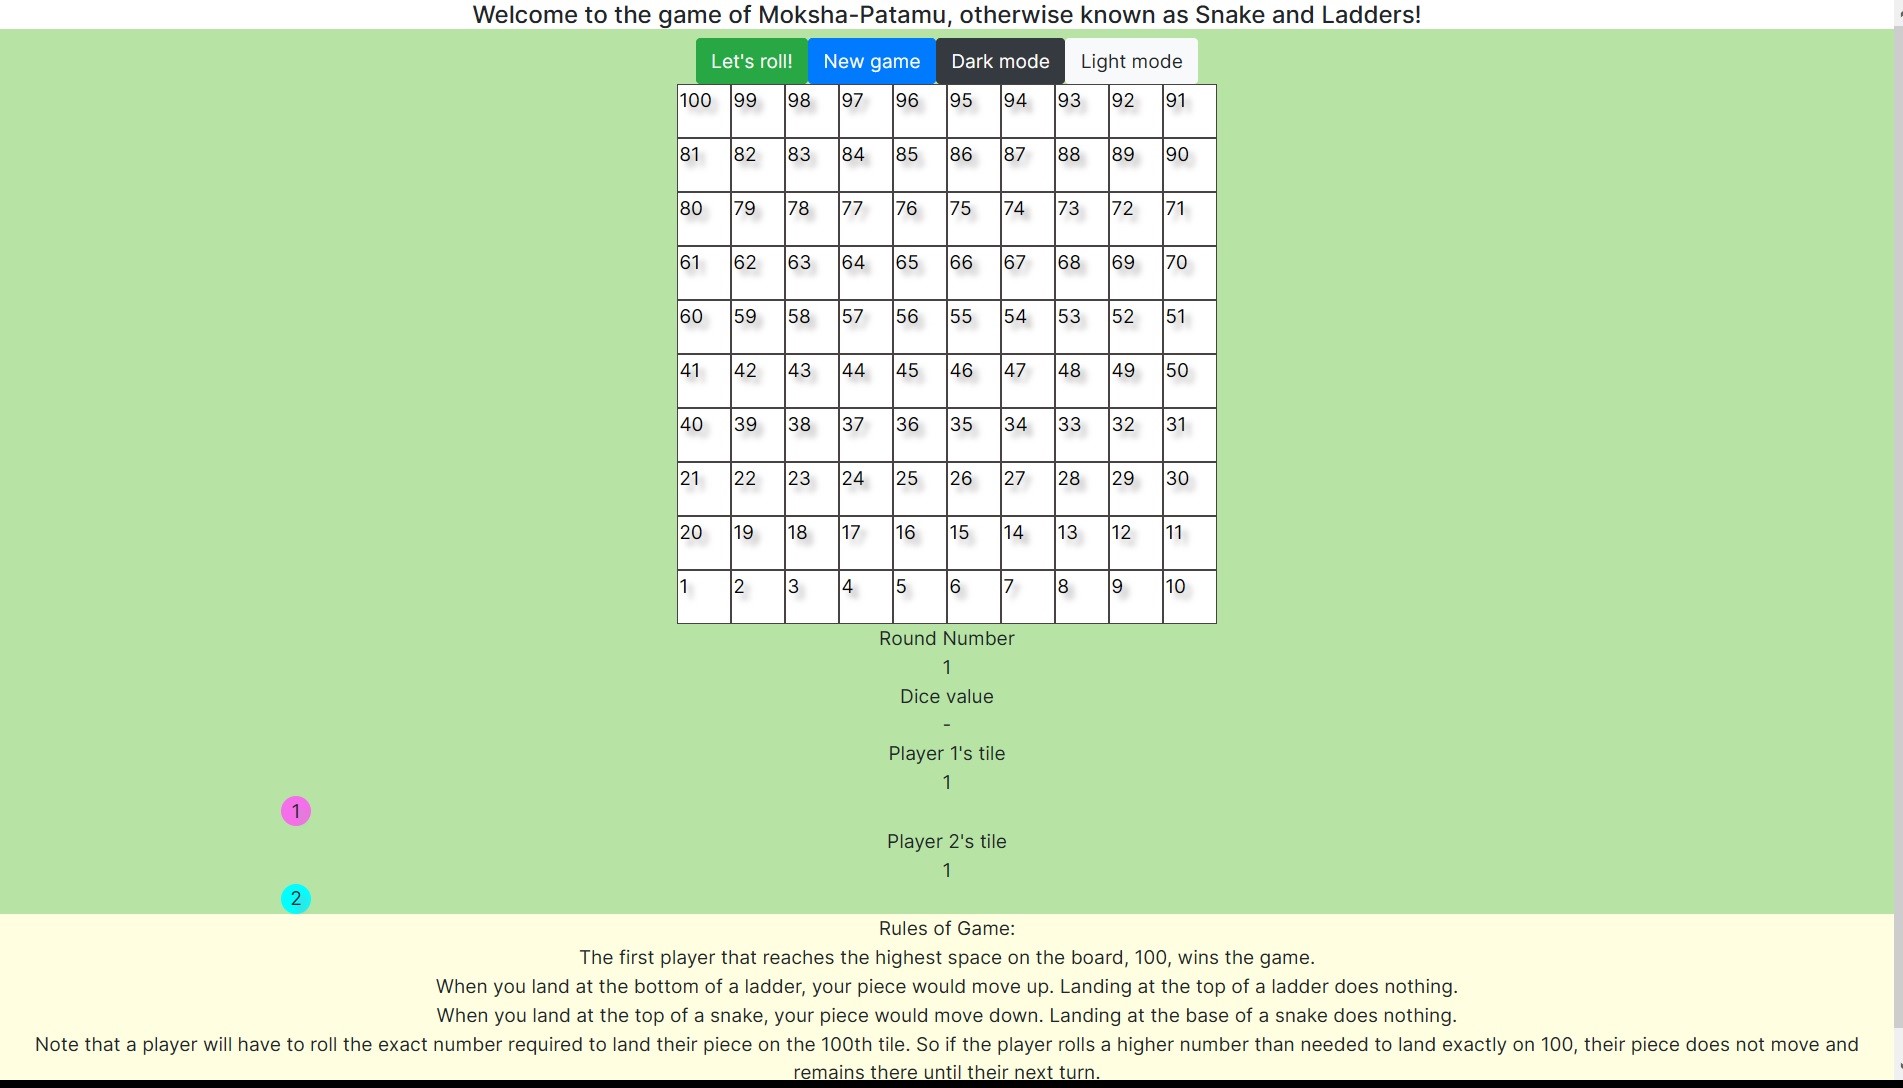 Welcome to the game of Moksha-Patamu, otherwise known as Snake and Ladders!
Let's roll! New game Dark mode Light mode
100 99 98 97 96 95 94 93 92 91
81 82 83 84 85 86 87 88 89 90
80 79 78 77 76 75 74 73 72 71
61 62 63 64 65 66 67 68 69 70
60 59 58 57 56 55 54 53 52 51
41 42 43 44 45 46 47 48 49 50
40 39 38 37 36 35 34 33 32 31
21 22 23 24 25 26 27 28 29 30
20 19 18 17 16 15 14 13 12 11
1 2 3 4 5 6 7 8 9 10
Round Number
1
Dice value
-
Player 1's tile
1
1
Player 2's tile
1
2
Rules of Game:
The first player that reaches the highest space on the board, 100, wins the game.
When you land at the bottom of a ladder, your piece would move up. Landing at the top of a ladder does nothing.
When you land at the top of a snake, your piece would move down. Landing at the base of a snake does nothing.
Note that a player will have to roll the exact number required to land their piece on the 100th tile. So if the player rolls a higher number than needed to land exactly on 100, their piece does not move and
remains there until their next turn.